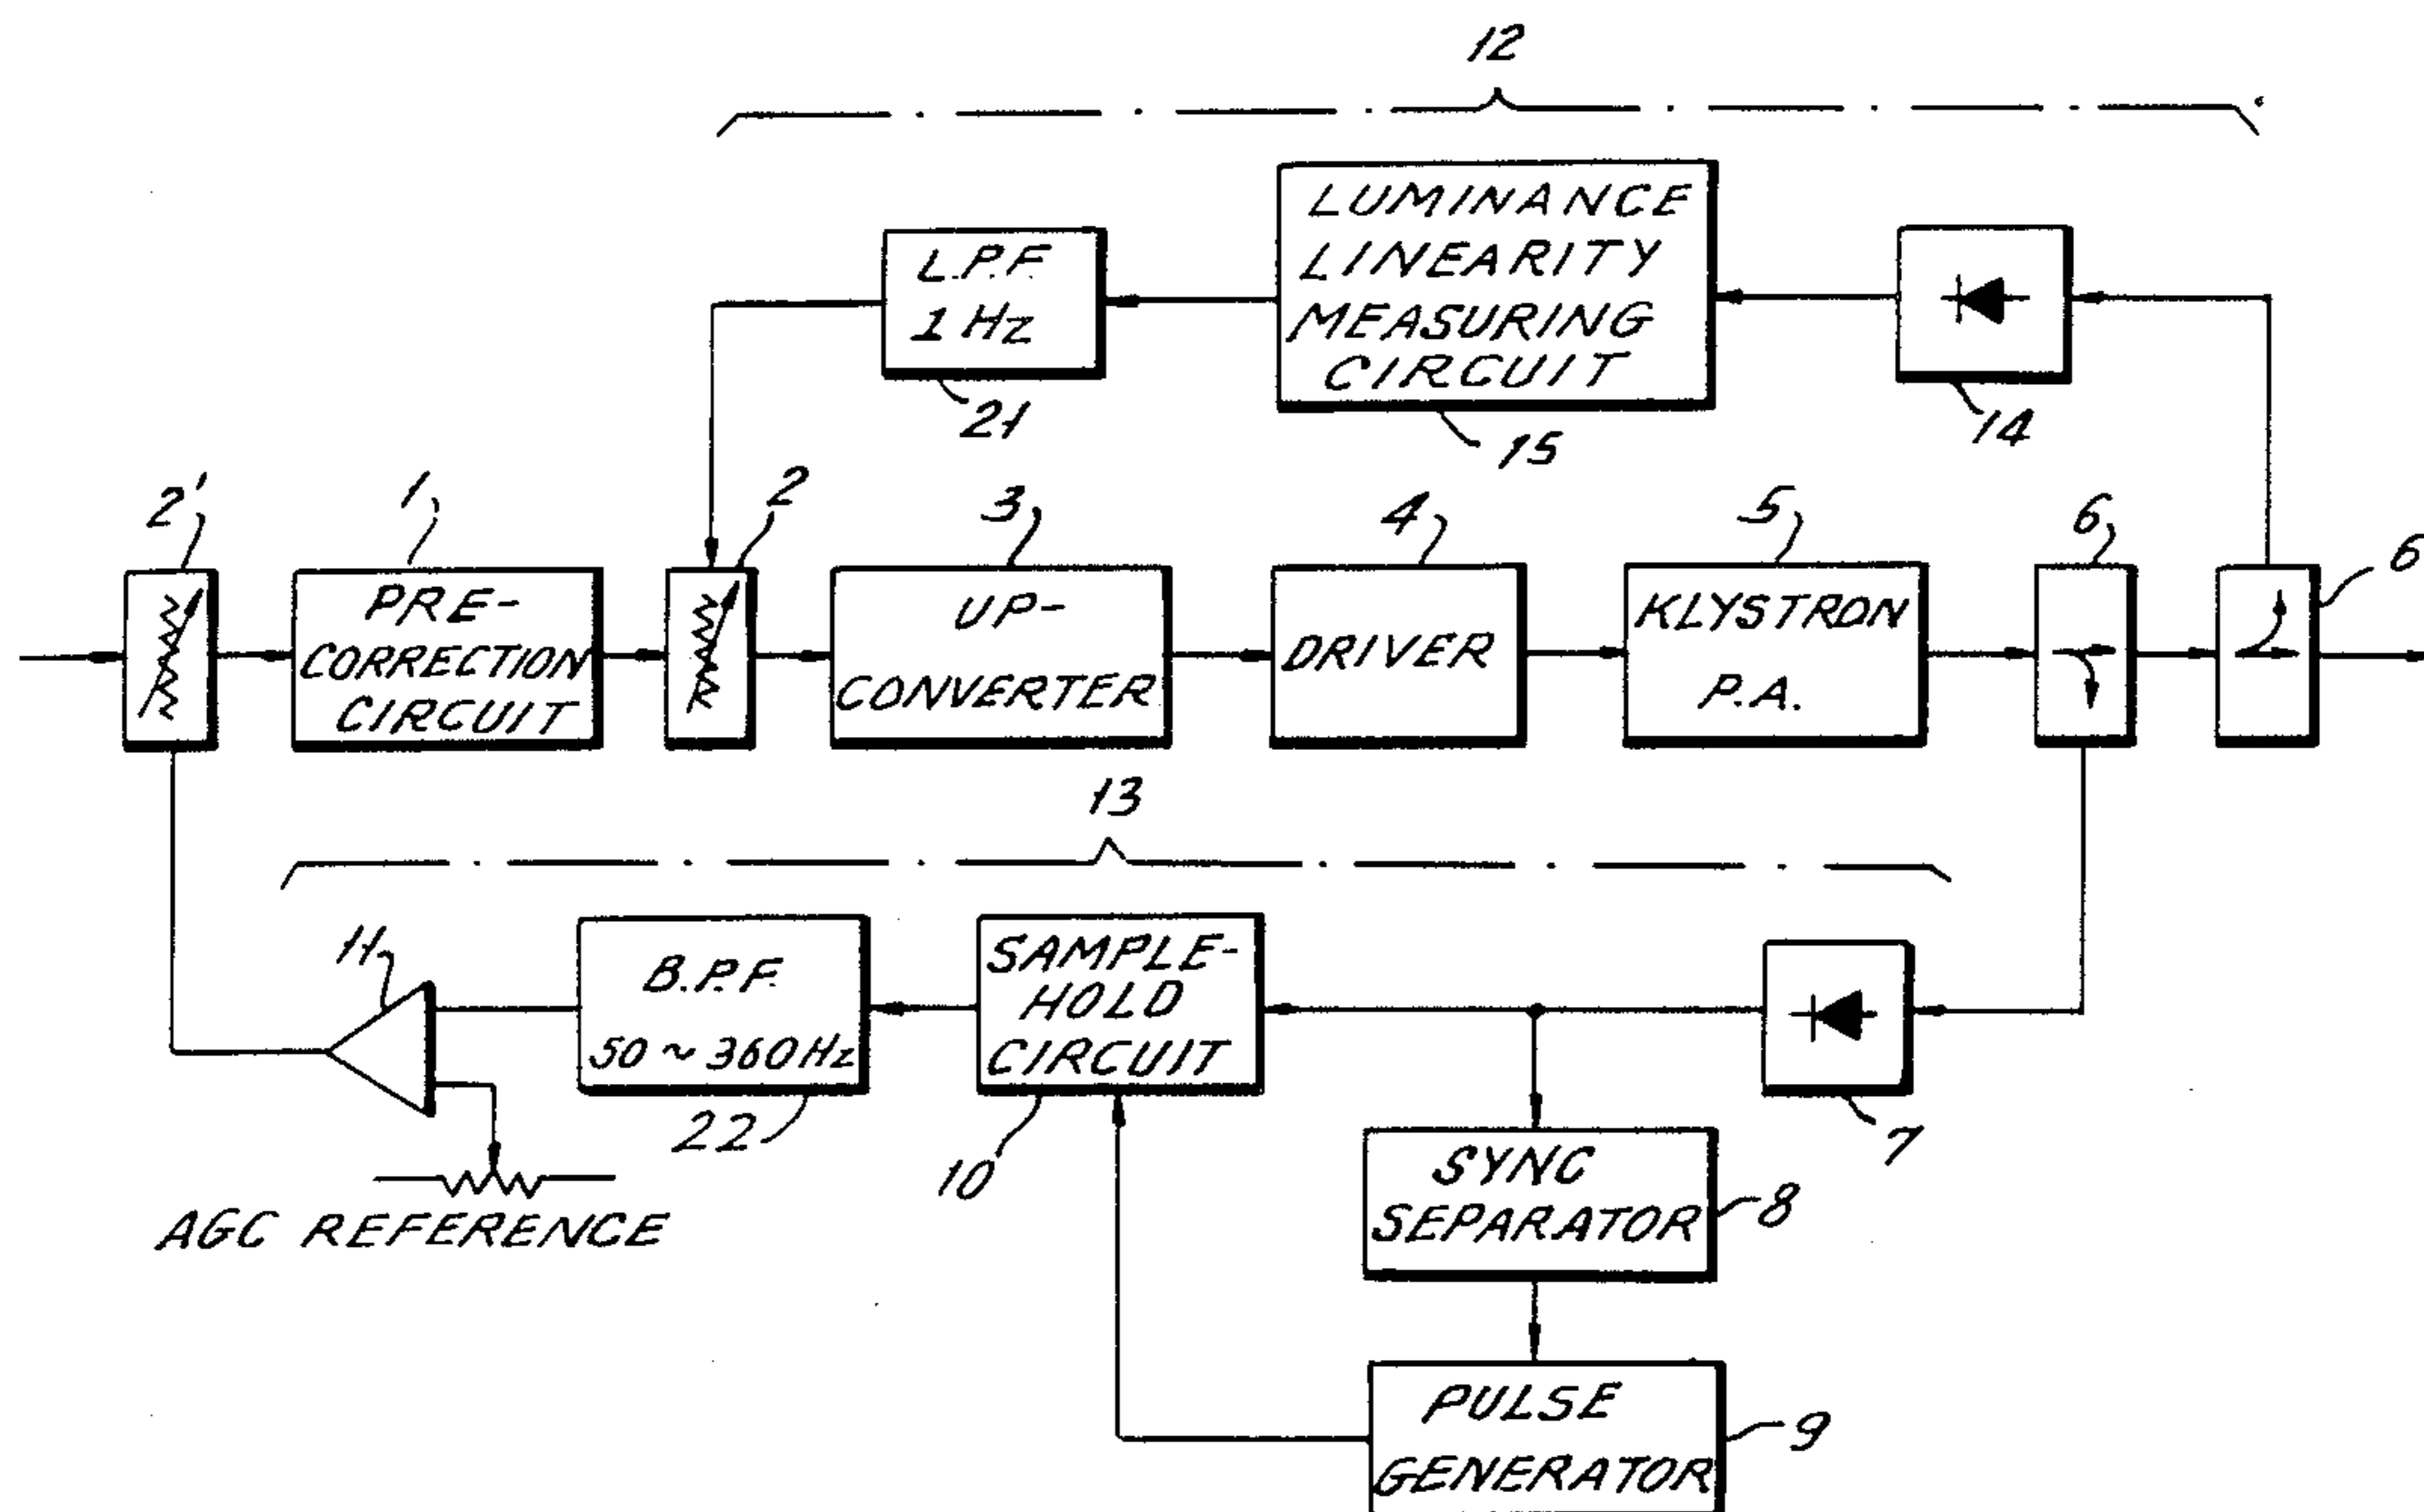 12
LUMINANCE
LINEARITY
MEASURING
CIRCUIT
L.P.F.
1 Hz
21
15
14
2'
1
2
3
4
5
6
6
PRE-
CORRECTION
CIRCUIT
UP-
CONVERTER
DRIVER
KLYSTRON
P.A.
13
11
B.P.F.
50 ~ 360 Hz
22
SAMPLE-
HOLD
CIRCUIT
10
7
SYNC
SEPARATOR
8
AGC REFERENCE
PULSE
GENERATOR
9